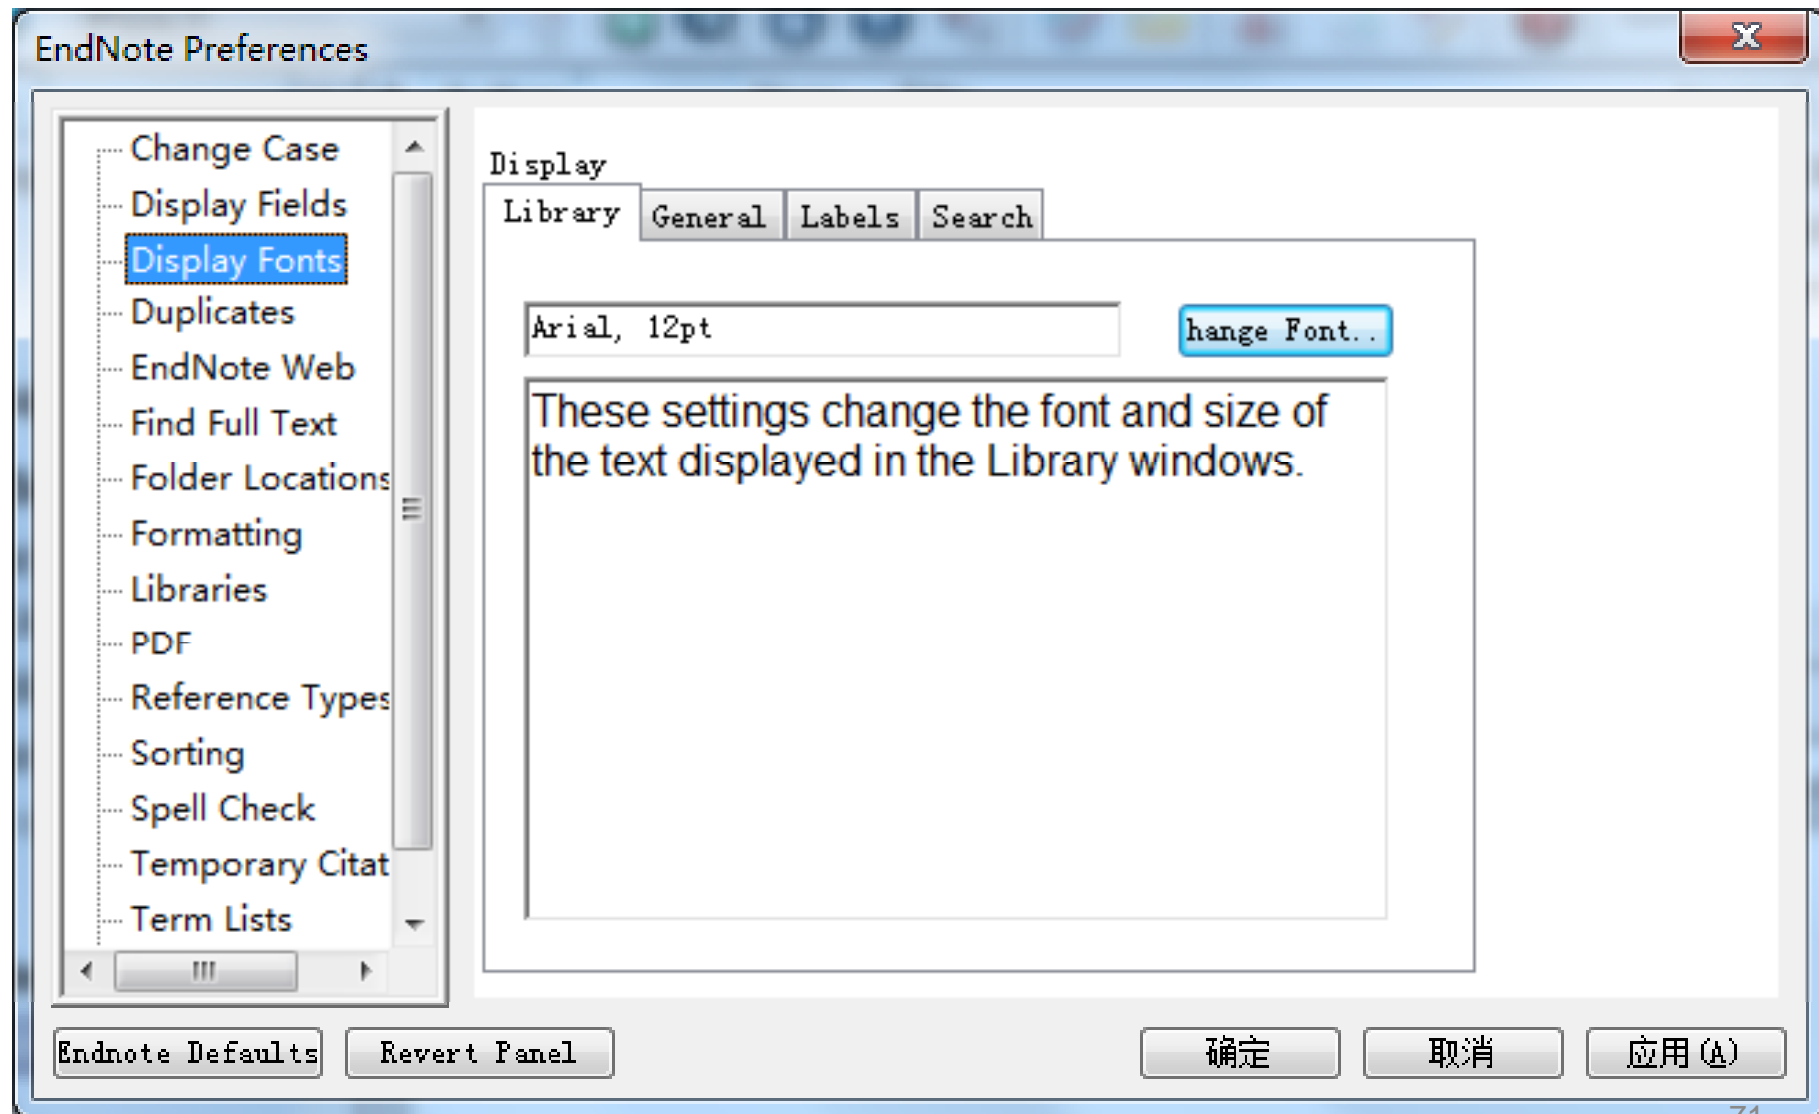 EndNote Preferences
Change Case
Display Fields
Display Fonts
Duplicates
EndNote Web
Find Full Text
Folder Locations
Formatting
Libraries
PDF
Reference Types
Sorting
Spell Check
Temporary Citat
Term Lists
Display
Library General Labels Search
Arial, 12pt
hange Font..
These settings change the font and size of
the text displayed in the Library windows.
Endnote Defaults Revert Panel 确定 取消 应用(A)
71